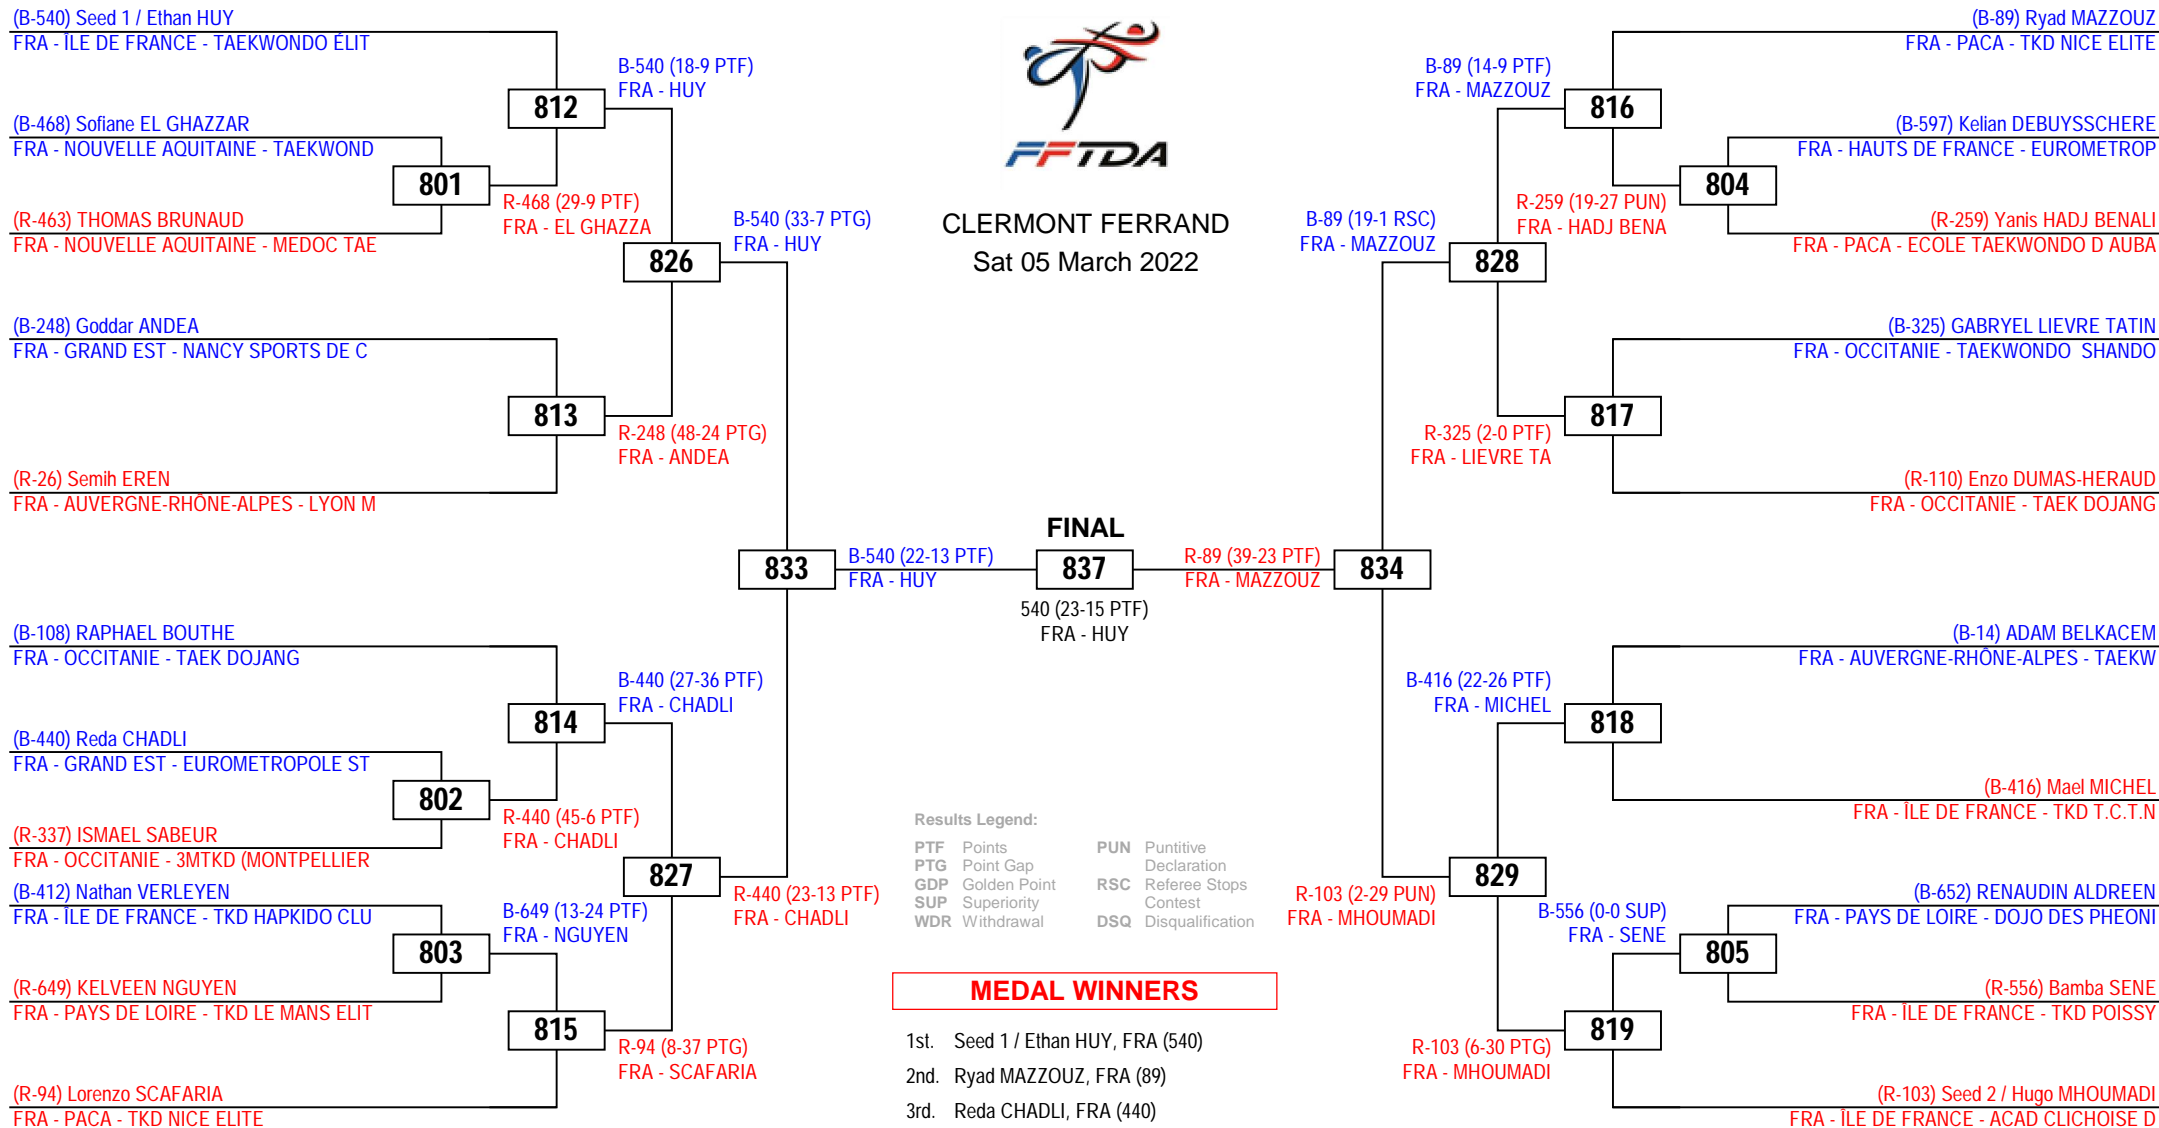 (B-540) Seed 1 / Ethan HUY
FRA - ÎLE DE FRANCE - TAEKWONDO ÉLIT
(B-468) Sofiane EL GHAZZAR
FRA - NOUVELLE AQUITAINE - TAEKWOND
(R-463) THOMAS BRUNAUD
FRA - NOUVELLE AQUITAINE - MEDOC TAE
(B-248) Goddar ANDEA
FRA - GRAND EST - NANCY SPORTS DE C
(R-26) Semih EREN
FRA - AUVERGNE-RHÔNE-ALPES - LYON M
(B-108) RAPHAEL BOUTHE
FRA - OCCITANIE - TAEK DOJANG
(B-440) Reda CHADLI
FRA - GRAND EST - EUROMETROPOLE ST
(R-337) ISMAEL SABEUR
FRA - OCCITANIE - 3MTKD (MONTPELLIER
(B-412) Nathan VERLEYEN
FRA - ÎLE DE FRANCE - TKD HAPKIDO CLU
(R-649) KELVEEN NGUYEN
FRA - PAYS DE LOIRE - TKD LE MANS ELIT
(R-94) Lorenzo SCAFARIA
FRA - PACA - TKD NICE ELITE
801
R-468 (29-9 PTF)
FRA - EL GHAZZA
802
R-440 (45-6 PTF)
FRA - CHADLI
803
B-649 (13-24 PTF)
FRA - NGUYEN
812
B-540 (18-9 PTF)
FRA - HUY
813
R-248 (48-24 PTG)
FRA - ANDEA
814
B-440 (27-36 PTF)
FRA - CHADLI
815
R-94 (8-37 PTG)
FRA - SCAFARIA
826
B-540 (33-7 PTG)
FRA - HUY
827
R-440 (23-13 PTF)
FRA - CHADLI
833
B-540 (22-13 PTF)
FRA - HUY
FFTDA
CLERMONT FERRAND
Sat 05 March 2022
FINAL
837
540 (23-15 PTF)
FRA - HUY
R-89 (39-23 PTF)
FRA - MAZZOUZ
834
B-89 (19-1 RSC)
FRA - MAZZOUZ
828
R-103 (2-29 PUN)
FRA - MHOUMADI
829
B-89 (14-9 PTF)
FRA - MAZZOUZ
816
R-259 (19-27 PUN)
FRA - HADJ BENA
804
R-325 (2-0 PTF)
FRA - LIEVRE TA
817
B-416 (22-26 PTF)
FRA - MICHEL
818
B-556 (0-0 SUP)
FRA - SENE
805
R-103 (6-30 PTG)
FRA - MHOUMADI
819
(B-89) Ryad MAZZOUZ
FRA - PACA - TKD NICE ELITE
(B-597) Kelian DEBUYSSCHERE
FRA - HAUTS DE FRANCE - EUROMETROP
(R-259) Yanis HADJ BENALI
FRA - PACA - ECOLE TAEKWONDO D AUBA
(B-325) GABRYEL LIEVRE TATIN
FRA - OCCITANIE - TAEKWONDO  SHANDO
(R-110) Enzo DUMAS-HERAUD
FRA - OCCITANIE - TAEK DOJANG
(B-14) ADAM BELKACEM
FRA - AUVERGNE-RHÔNE-ALPES - TAEKW
(B-416) Mael MICHEL
FRA - ÎLE DE FRANCE - TKD T.C.T.N
(B-652) RENAUDIN ALDREEN
FRA - PAYS DE LOIRE - DOJO DES PHEONI
(R-556) Bamba SENE
FRA - ÎLE DE FRANCE - TKD POISSY
(R-103) Seed 2 / Hugo MHOUMADI
FRA - ÎLE DE FRANCE - ACAD CLICHOISE D
Results Legend:
PTF Points
PTG Point Gap
GDP Golden Point
SUP Superiority
WDR Withdrawal
PUN Puntitive
Declaration
RSC Referee Stops
Contest
DSQ Disqualification
MEDAL WINNERS
1st. Seed 1 / Ethan HUY, FRA (540)
2nd. Ryad MAZZOUZ, FRA (89)
3rd. Reda CHADLI, FRA (440)